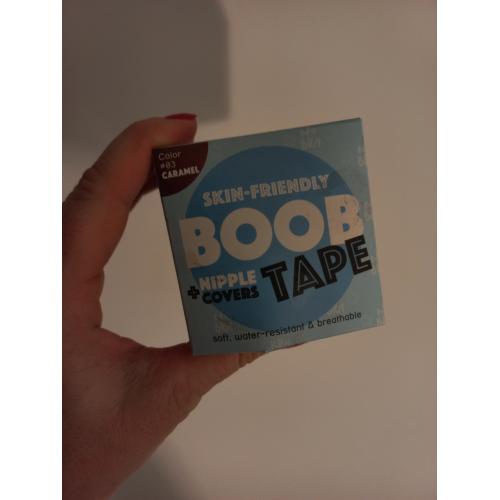 Color
#03
CARAMEL
SKIN-FRIENDLY
BOOB
+ NIPPLE
COVERS
TAPE
soft, water-resistant & breathable